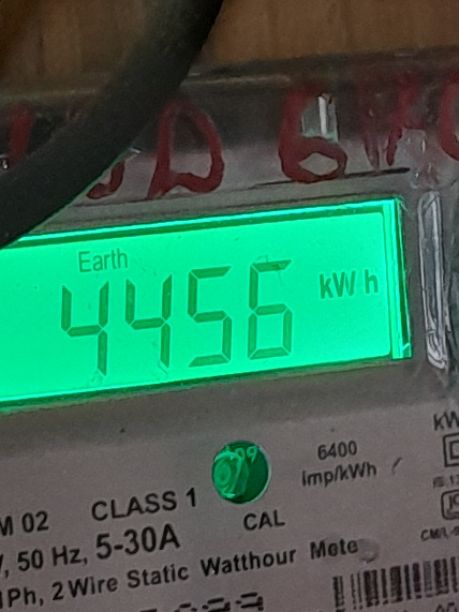 Earth
4456 kWh
6400
imp/kWh
M 02 CLASS 1
CAL
, 50 Hz, 5-30A
Ph, 2 Wire Static Watthour Mete